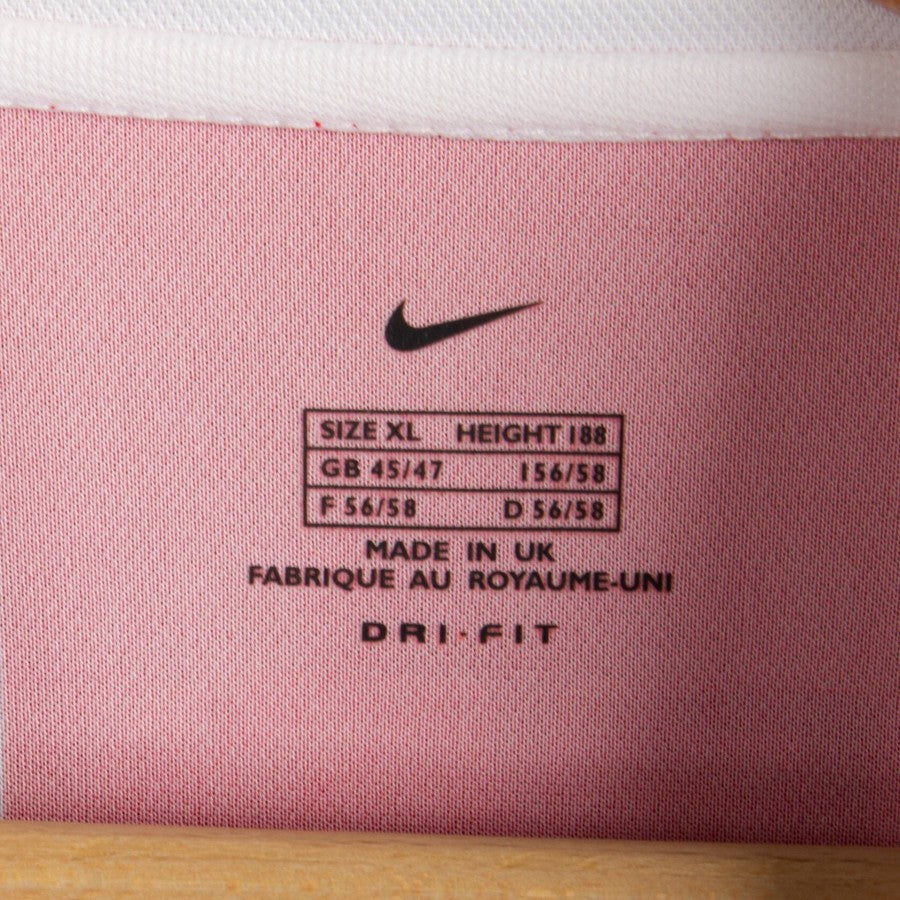 SIZE XL HEIGHT 188
GB 45/47 I 56/58
F 56/58 D 56/58
MADE IN UK
FABRIQUE AU ROYAUME-UNI
DRI·FIT